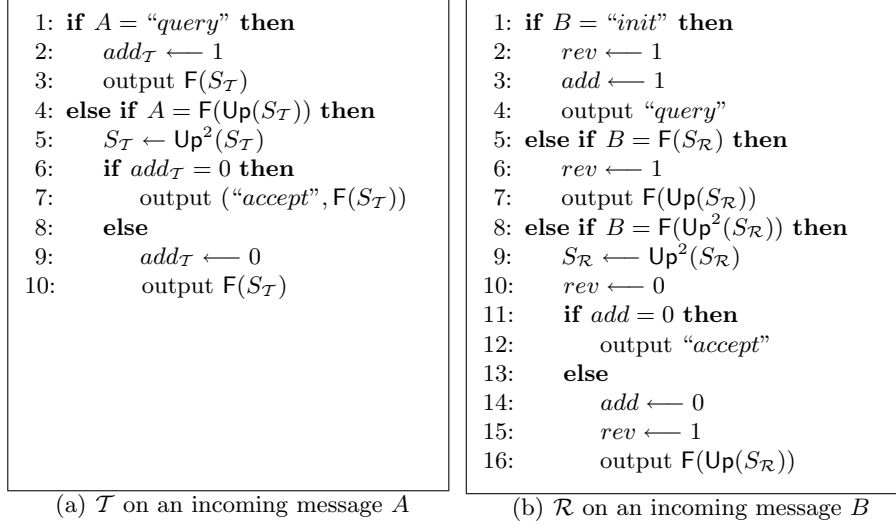 1: if A = “query” then
2: add_𝒯 ⟵ 1
3: output F(S_𝒯)
4: else if A = F(Up(S_𝒯)) then
5: S_𝒯 ← Up²(S_𝒯)
6: if add_𝒯 = 0 then
7: output (“accept”, F(S_𝒯))
8: else
9: add_𝒯 ⟵ 0
10: output F(S_𝒯)
(a) 𝒯 on an incoming message A
1: if B = “init” then
2: rev ⟵ 1
3: add ⟵ 1
4: output “query”
5: else if B = F(S_ℛ) then
6: rev ⟵ 1
7: output F(Up(S_ℛ))
8: else if B = F(Up²(S_ℛ)) then
9: S_ℛ ⟵ Up²(S_ℛ)
10: rev ⟵ 0
11: if add = 0 then
12: output “accept”
13: else
14: add ⟵ 0
15: rev ⟵ 1
16: output F(Up(S_ℛ))
(b) ℛ on an incoming message B